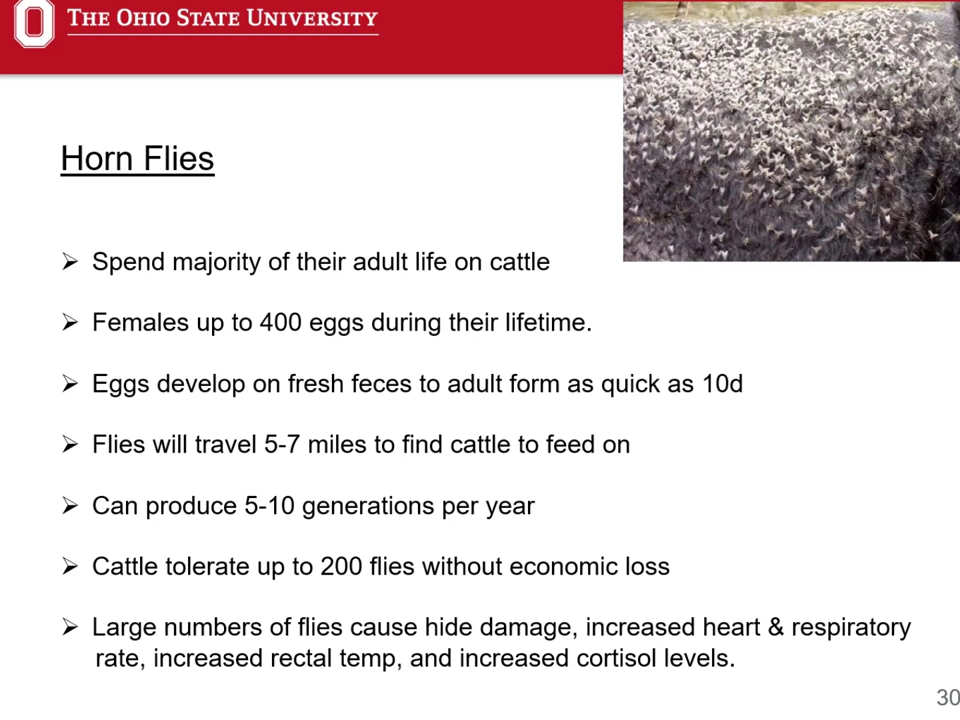 THE OHIO STATE UNIVERSITY
Horn Flies
➢ Spend majority of their adult life on cattle
➢ Females up to 400 eggs during their lifetime.
➢ Eggs develop on fresh feces to adult form as quick as 10d
➢ Flies will travel 5-7 miles to find cattle to feed on
➢ Can produce 5-10 generations per year
➢ Cattle tolerate up to 200 flies without economic loss
➢ Large numbers of flies cause hide damage, increased heart & respiratory
rate, increased rectal temp, and increased cortisol levels.
30